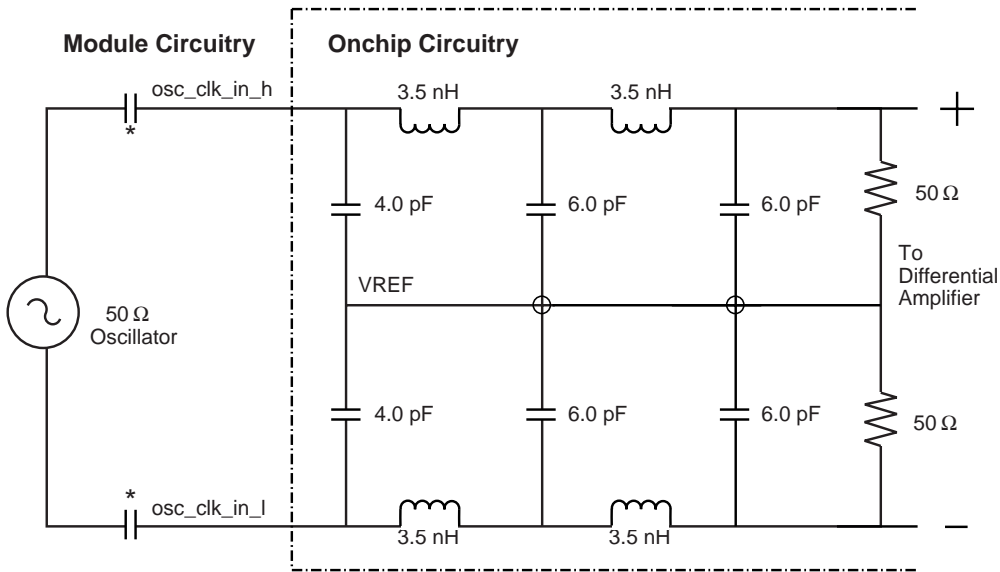 Module Circuitry
Onchip Circuitry
osc_clk_in_h
3.5 nH
3.5 nH
*
+
4.0 pF
6.0 pF
6.0 pF
50 Ω
To
Differential
Amplifier
VREF
50 Ω
Oscillator
4.0 pF
6.0 pF
6.0 pF
50 Ω
*
osc_clk_in_l
3.5 nH
3.5 nH
−